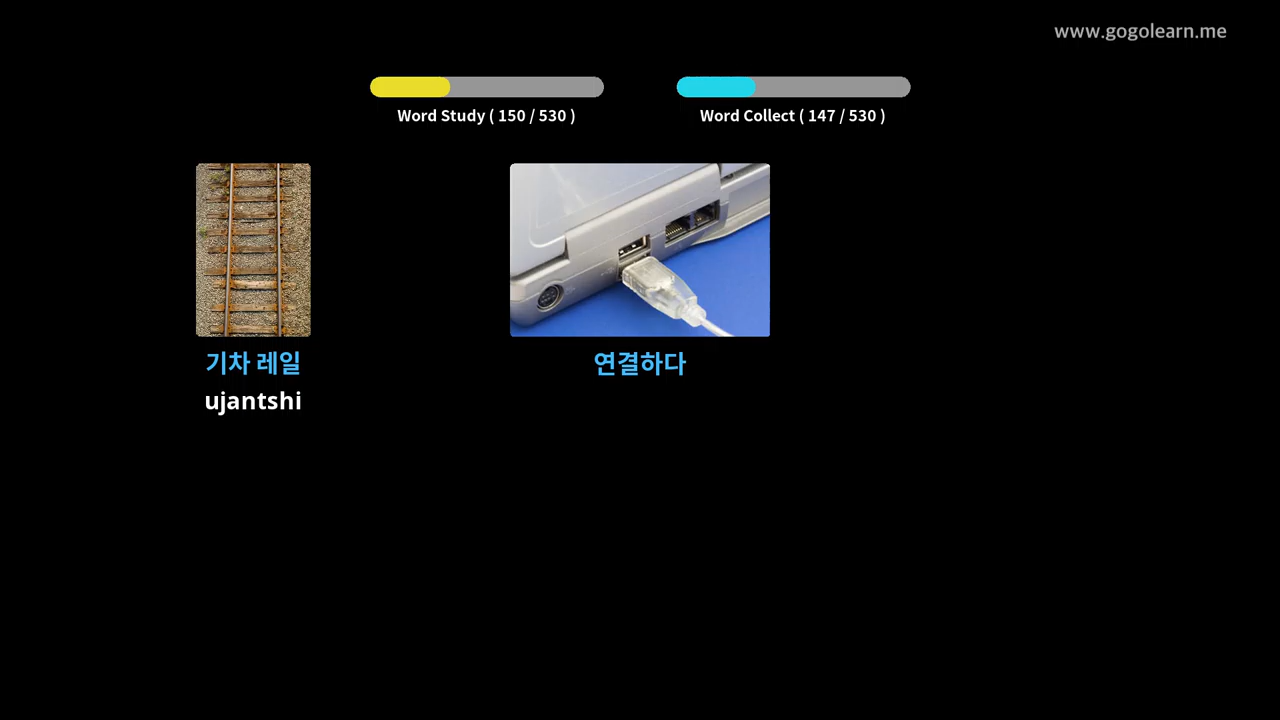 www.gogolearn.me
Word Study ( 150 / 530 )
Word Collect ( 147 / 530 )
기차 레일
ujantshi
연결하다